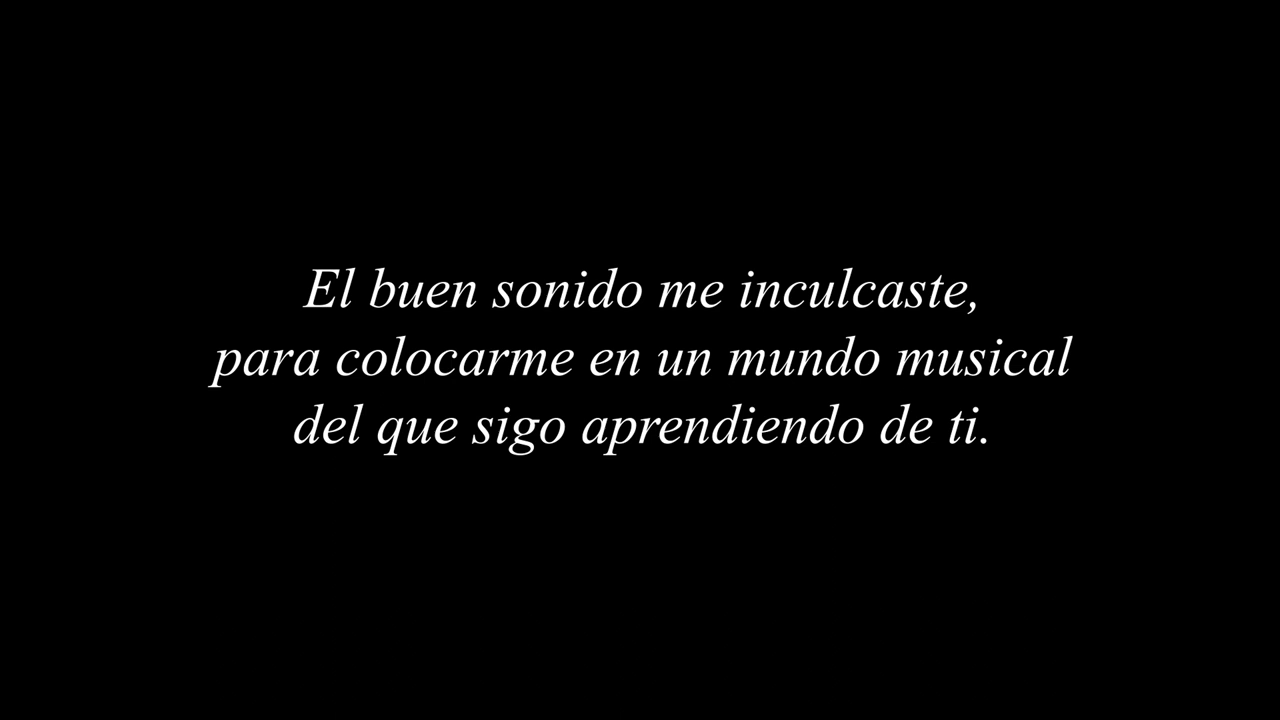 El buen sonido me inculcaste,
para colocarme en un mundo musical
del que sigo aprendiendo de ti.